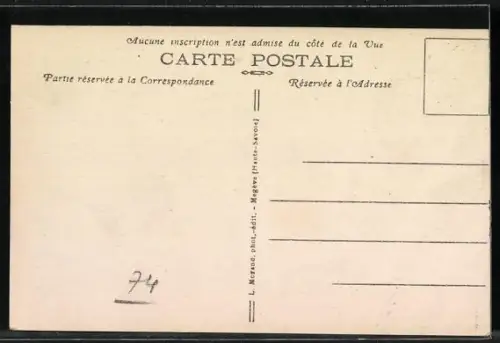 Aucune inscription n'est admise du côté de la Vue
CARTE POSTALE
Partie réservée à la Correspondance
Réservée à l'Adresse
L. Morand, phot.-édit. - Megève (Haute-Savoie)
74